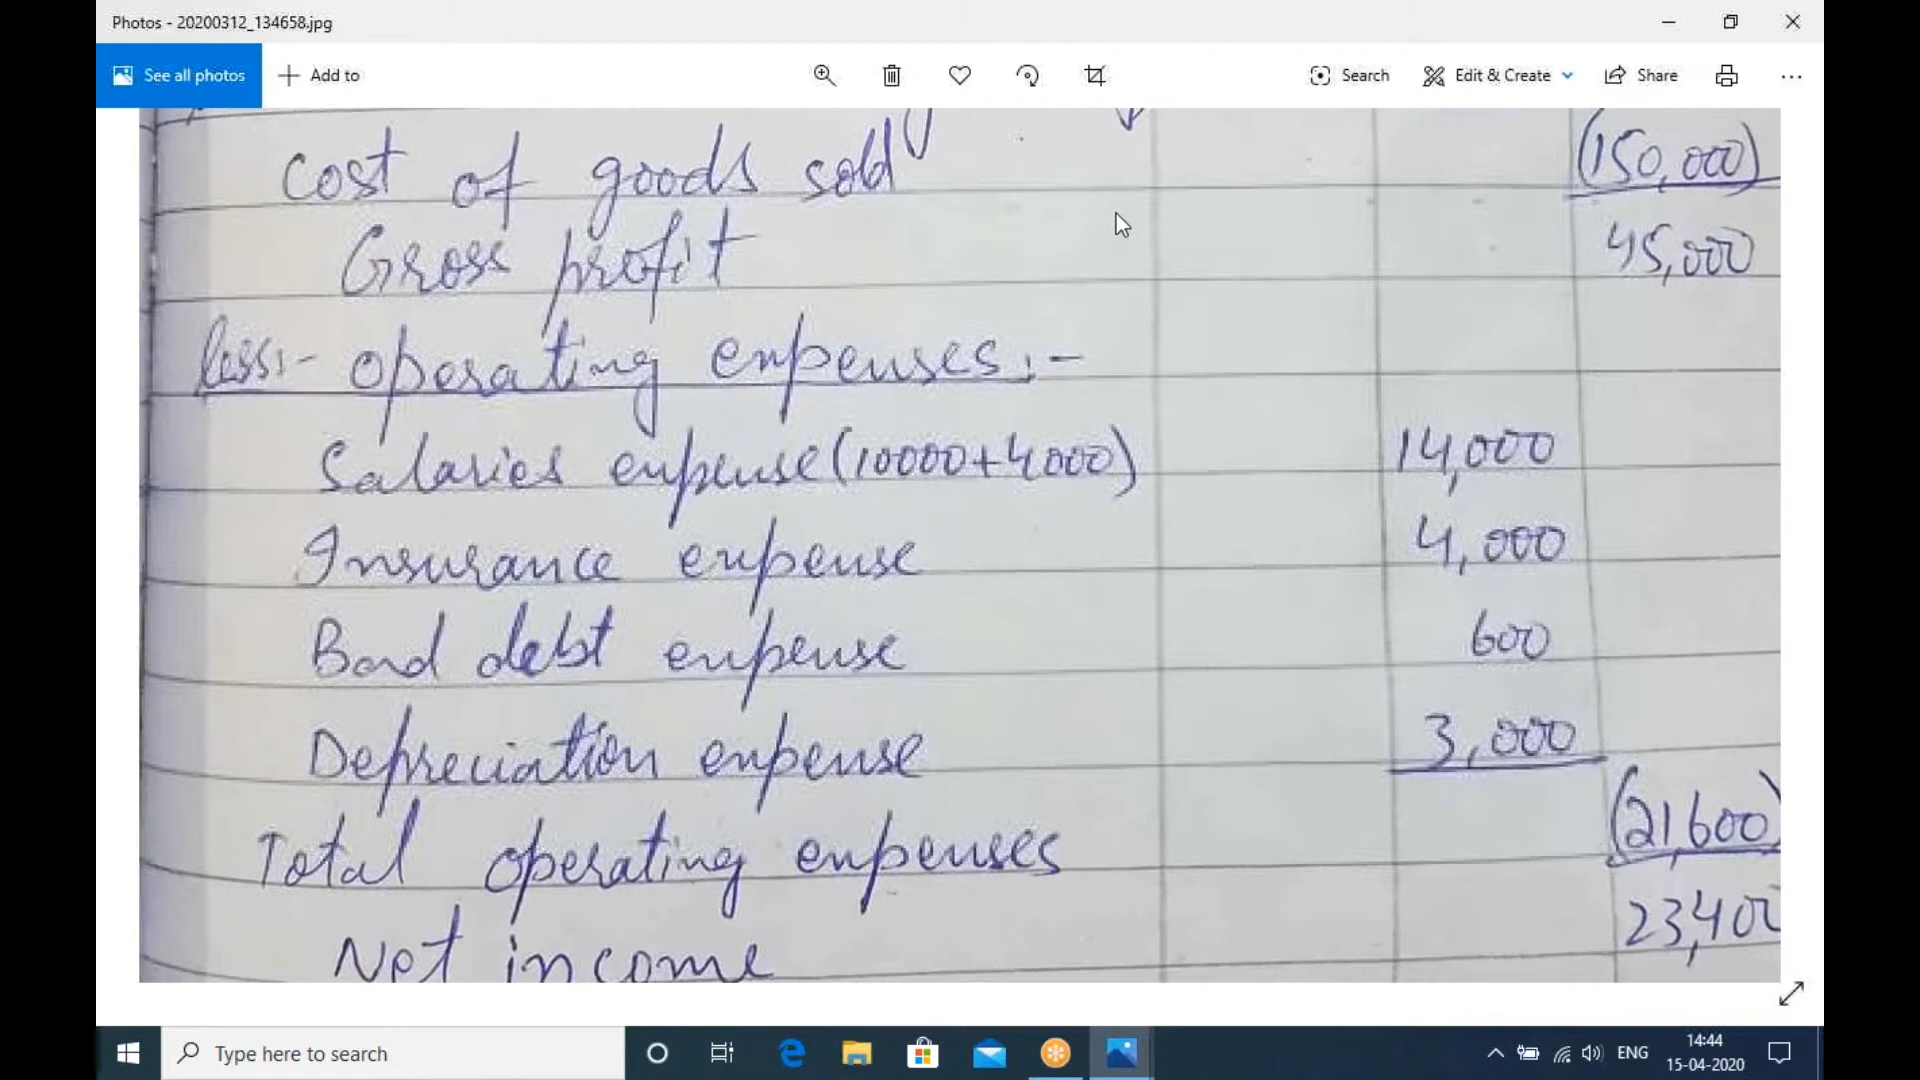 Photos - 20200312_134658.jpg
See all photos
Add to
Search
Edit & Create
Share
Cost of goods sold (150,000)
Gross profit 45,000
less:- operating expenses:-
Salaries expense (10000+4000) 14,000
Insurance expense 4,000
Bad debt expense 600
Depreciation expense 3,000
Total operating expenses (21,600)
Net income 23,400
Type here to search
ENG
14:44
15-04-2020